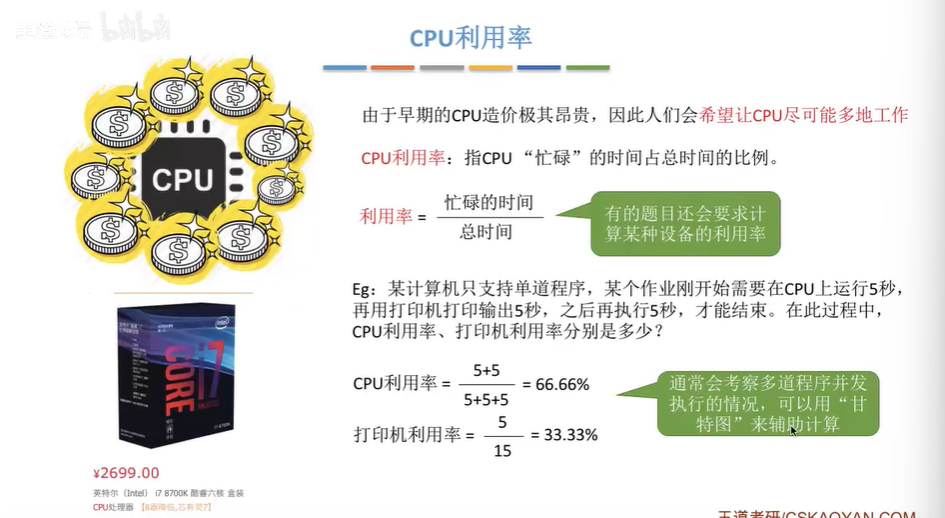 bilibili
CPU利用率
由于早期的CPU造价极其昂贵，因此人们会希望让CPU尽可能多地工作
CPU利用率：指CPU “忙碌”的时间占总时间的比例。
利用率 = 忙碌的时间
总时间
有的题目还会要求计
算某种设备的利用率
CPU
Eg：某计算机只支持单道程序，某个作业刚开始需要在CPU上运行5秒，
再用打印机打印输出5秒，之后再执行5秒，才能结束。在此过程中，
CPU利用率、打印机利用率分别是多少？
CPU利用率 = 5+5
5+5+5
= 66.66%
打印机利用率 = 5
15
= 33.33%
通常会考察多道程序并发
执行的情况，可以用“甘
特图”来辅助计算
intel
CORE
i7
¥2699.00
英特尔（Intel） i7 8700K 酷睿六核 盒装
CPU处理器
王道考研/CSKAOYAN.COM